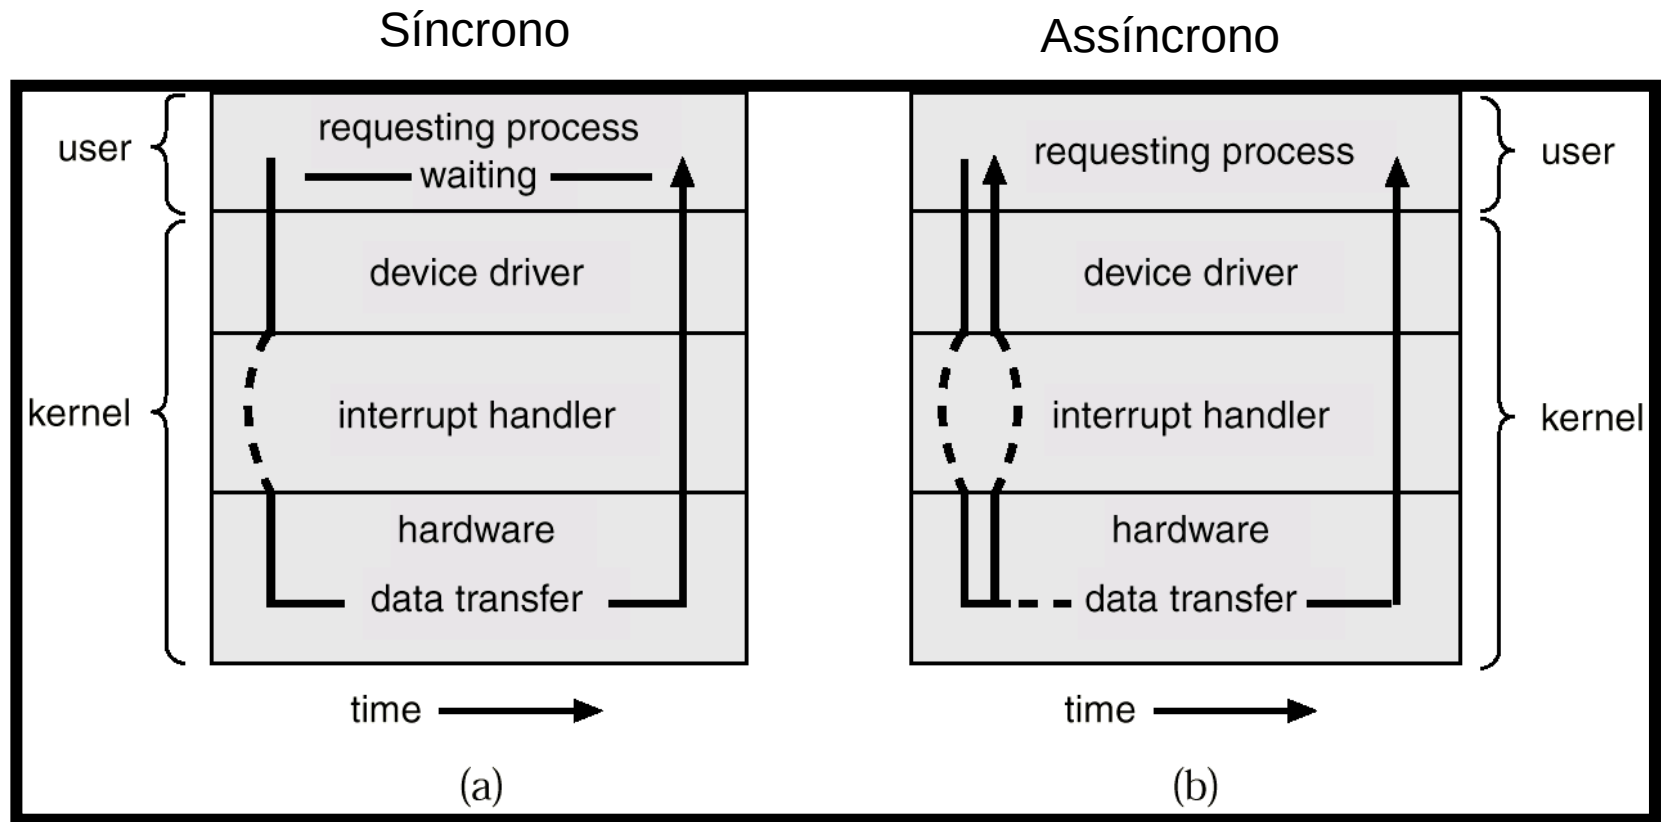 Síncrono
Assíncrono
user
requesting process
waiting
device driver
kernel
interrupt handler
hardware
data transfer
time
(a)
requesting process
user
device driver
interrupt handler
kernel
hardware
data transfer
time
(b)